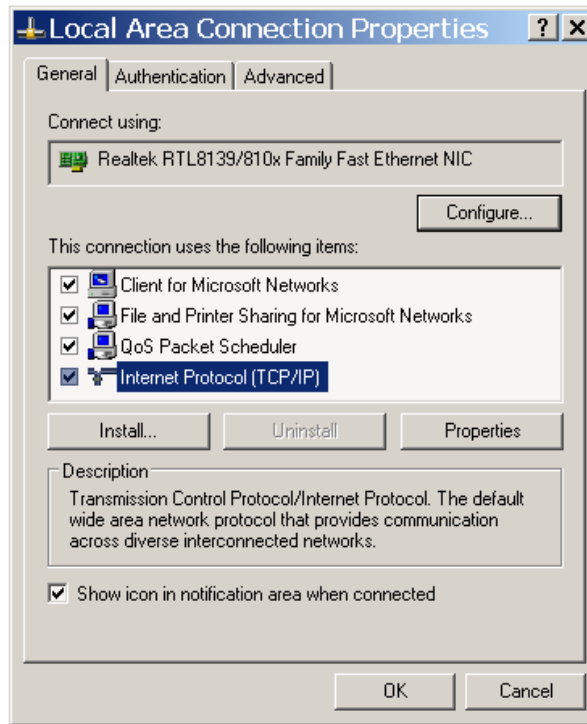 Local Area Connection Properties
General Authentication Advanced
Connect using:
Realtek RTL8139/810x Family Fast Ethernet NIC
Configure...
This connection uses the following items:
Client for Microsoft Networks
File and Printer Sharing for Microsoft Networks
QoS Packet Scheduler
Internet Protocol (TCP/IP)
Install... Uninstall Properties
Description
Transmission Control Protocol/Internet Protocol. The default
wide area network protocol that provides communication
across diverse interconnected networks.
Show icon in notification area when connected
OK Cancel